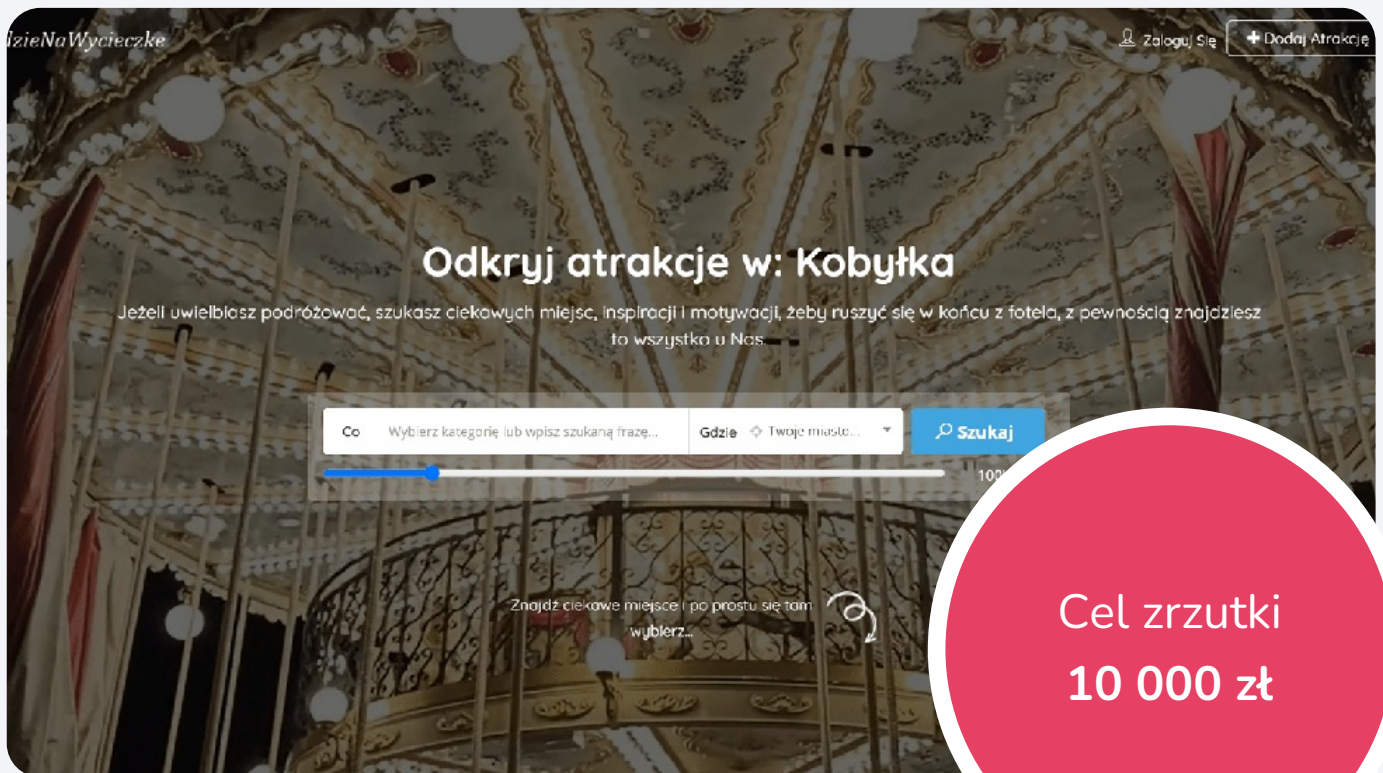 dzieNaWycieczke
Zaloguj Się
Dodaj Atrakcję
Odkryj atrakcje w: Kobyłka
Jeżeli uwielbiasz podróżować, szukasz ciekawych miejsc, inspiracji i motywacji, żeby ruszyć się w końcu z fotela, z pewnością znajdziesz
to wszystko u Nas.
Co Wybierz kategorię lub wpisz szukaną frazę... Gdzie Twoje miasto... Szukaj
Znajdź ciekawe miejsce i po prostu się tam
wybierz...
Cel zrzutki
10 000 zł